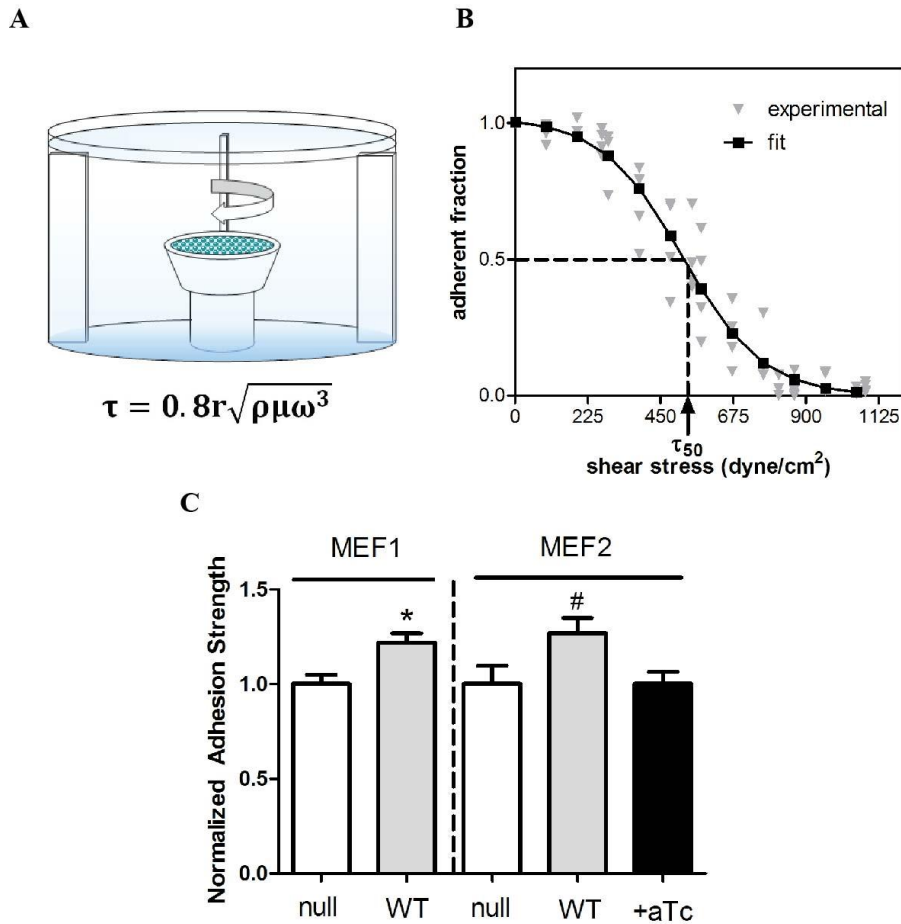 A
τ = 0.8r√ρμω³
B
adherent fraction
1.0
0.5
0.0
experimental
fit
0 225 450 675 900 1125
τ50
shear stress (dyne/cm²)
C
MEF1 MEF2
Normalized Adhesion Strength
1.5
1.0
0.5
0.0
* #
null WT null WT +aTc